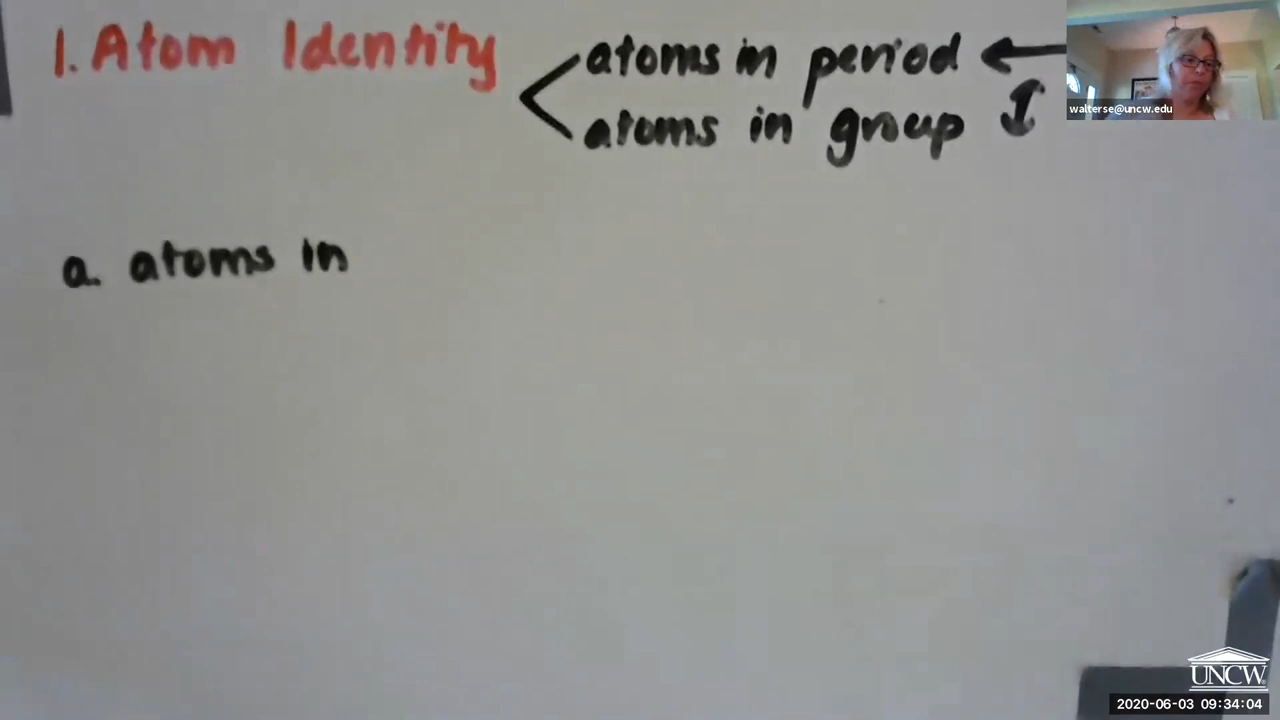 1. Atom Identity
atoms in period
atoms in group
walterse@uncw.edu
a. atoms in
UNCW
2020-06-03 09:34:04